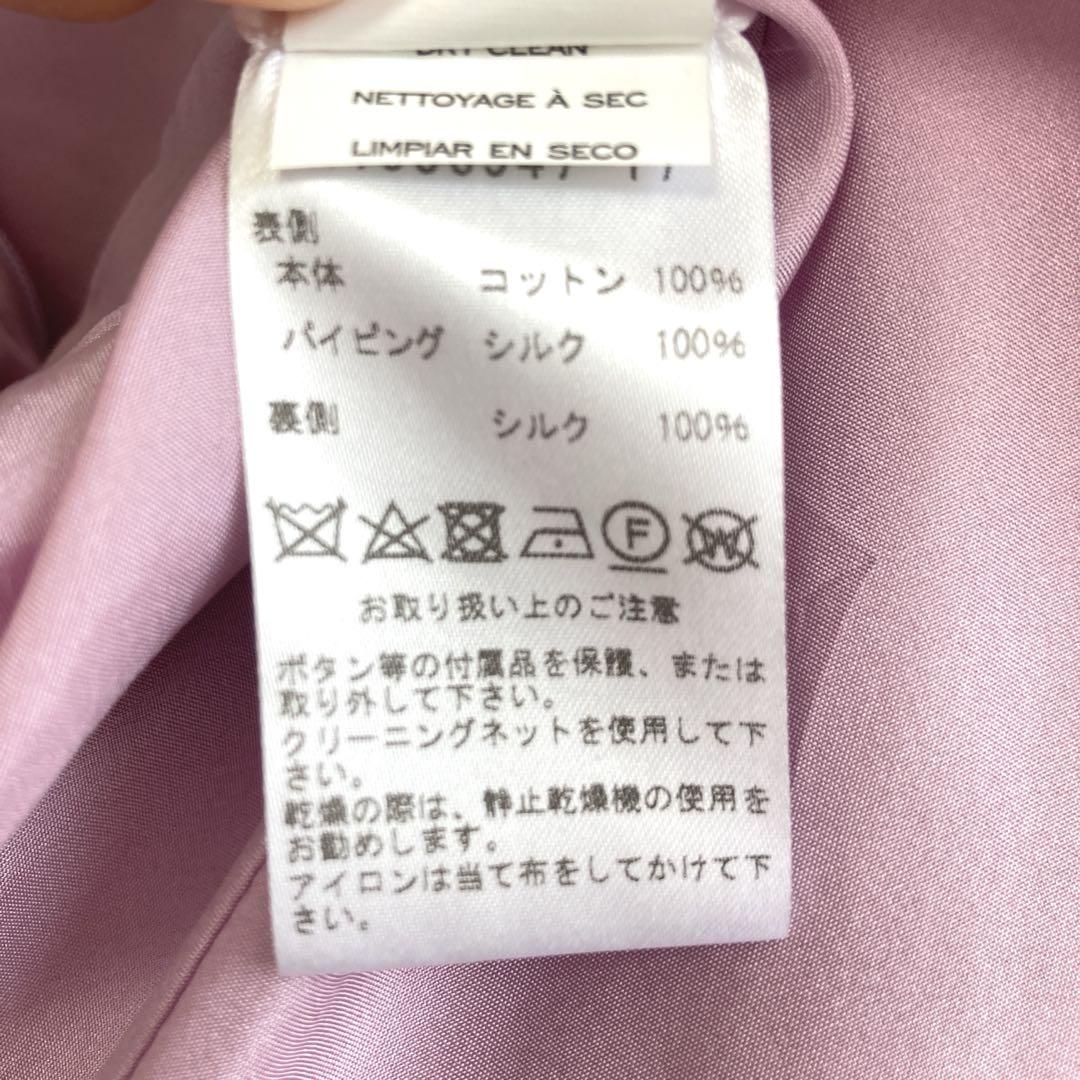 DRY CLEAN
NETTOYAGE À SEC
LIMPIAR EN SECO
表側
本体 コットン 100%
パイピング シルク 100%
裏側 シルク 100%
F W
お取り扱い上のご注意
ボタン等の付属品を保護、または
取り外して下さい。
クリーニングネットを使用して下
さい。
乾燥の際は、静止乾燥機の使用を
お勧めします。
アイロンは当て布をしてかけて下
さい。